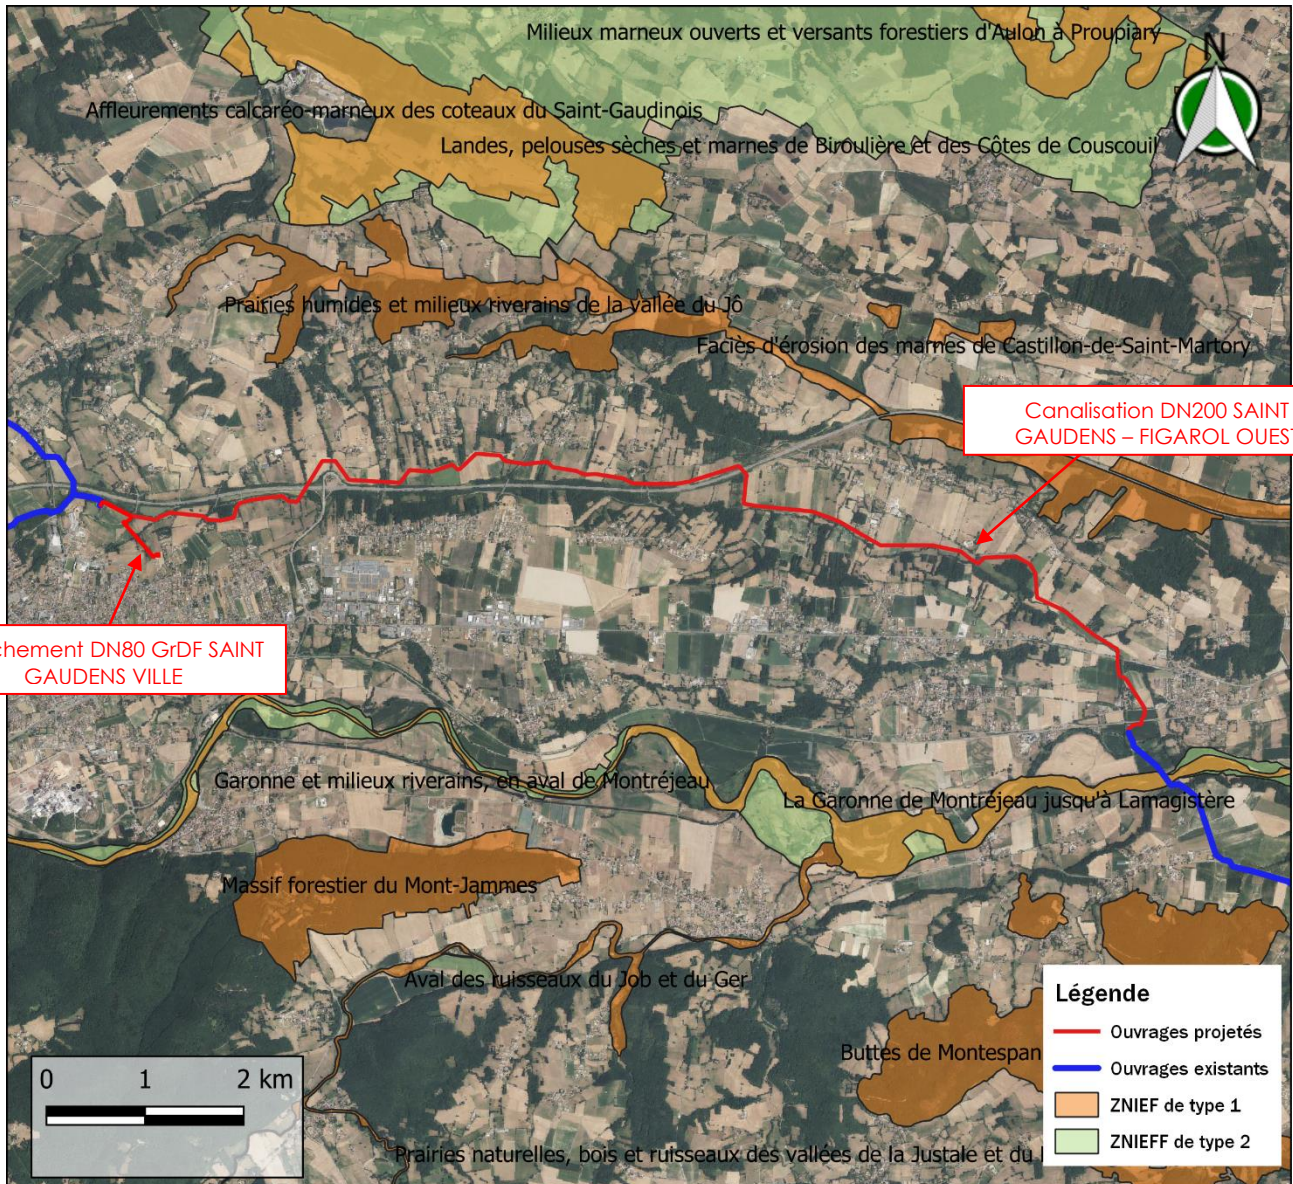 Milieux marneux ouverts et versants forestiers d'Aulon à Proupiary
N
Affleurements calcaréo-marneux des coteaux du Saint-Gaudinois
Landes, pelouses sèches et marnes de Biroulière et des Côtes de Couscouil
Prairies humides et milieux riverains de la vallée du Jô
Faciès d'érosion des marnes de Castillon-de-Saint-Martory
Canalisation DN200 SAINT
GAUDENS – FIGAROL OUEST
chement DN80 GrDF SAINT
GAUDENS VILLE
Garonne et milieux riverains, en aval de Montréjeau
La Garonne de Montréjeau jusqu'à Lamagistère
Massif forestier du Mont-Jammes
Aval des ruisseaux du Job et du Ger
Buttes de Montespan
Prairies naturelles, bois et ruisseaux des vallées de la Justale et du
Légende
Ouvrages projetés
Ouvrages existants
ZNIEF de type 1
ZNIEFF de type 2
0 1 2 km